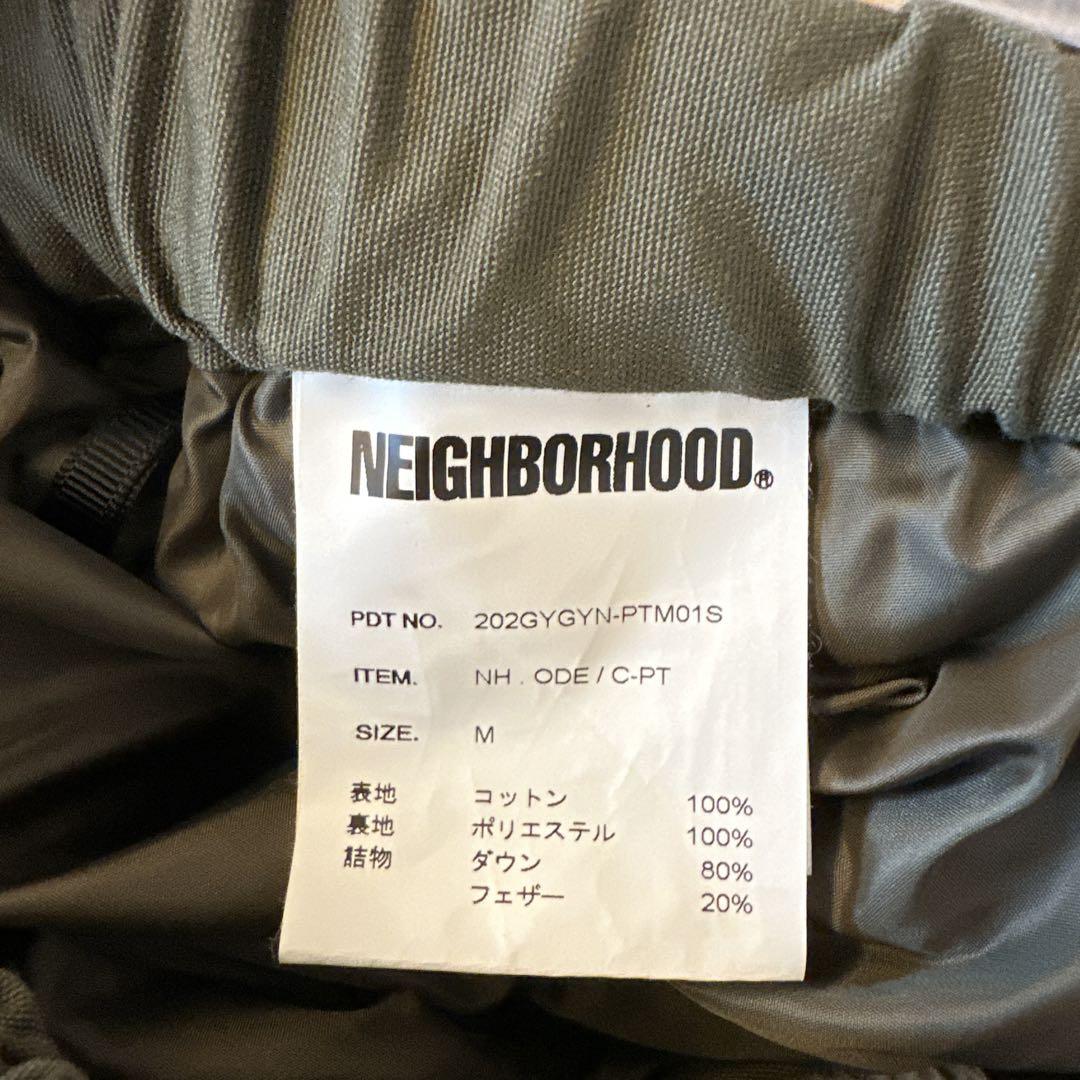 NEIGHBORHOOD®
PDT NO. 202GYGYN-PTM01S
ITEM. NH . ODE / C-PT
SIZE. M
表地 コットン 100%
裏地 ポリエステル 100%
詰物 ダウン 80%
フェザー 20%